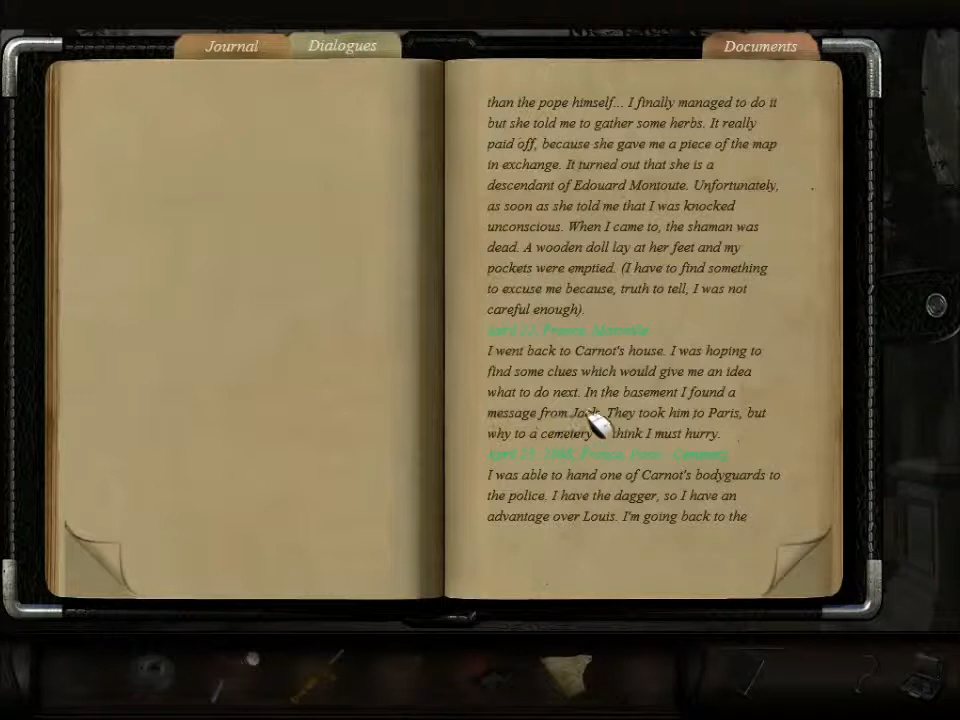 Journal
Dialogues
Documents
than the pope himself... I finally managed to do it
but she told me to gather some herbs. It really
paid off, because she gave me a piece of the map
in exchange. It turned out that she is a
descendant of Edouard Montoute. Unfortunately,
as soon as she told me that I was knocked
unconscious. When I came to, the shaman was
dead. A wooden doll lay at her feet and my
pockets were emptied. (I have to find something
to excuse me because, truth to tell, I was not
careful enough).
France, Marseille
I went back to Carnot's house. I was hoping to
find some clues which would give me an idea
what to do next. In the basement I found a
message from Jack. They took him to Paris, but
why to a cemetery think I must hurry.
France, Paris - Cemetery
I was able to hand one of Carnot's bodyguards to
the police. I have the dagger, so I have an
advantage over Louis. I'm going back to the